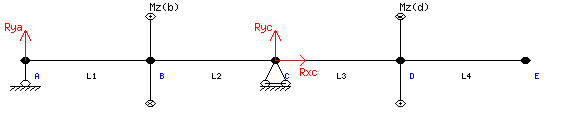 Mz(b) Mz(d)
Rya Ryc
Rxc
A L1 B L2 C L3 D L4 E